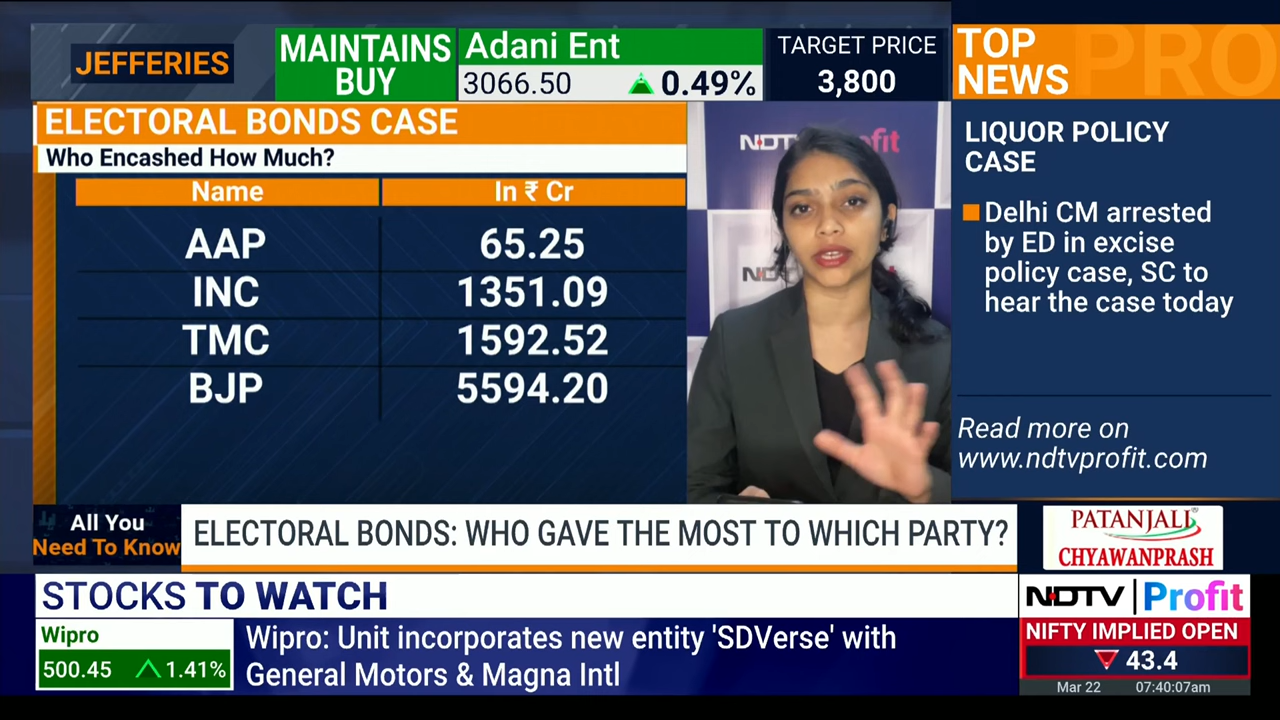 JEFFERIES
MAINTAINS
BUY
Adani Ent
3066.50 0.49%
TARGET PRICE
3,800
TOP
NEWS
PRO
ELECTORAL BONDS CASE
Who Encashed How Much?
Name In ₹ Cr
AAP 65.25
INC 1351.09
TMC 1592.52
BJP 5594.20
NDTV Profit
LIQUOR POLICY
CASE
Delhi CM arrested
by ED in excise
policy case, SC to
hear the case today
Read more on
www.ndtvprofit.com
All You
Need To Know
ELECTORAL BONDS: WHO GAVE THE MOST TO WHICH PARTY?
PATANJALI
CHYAWANPRASH
STOCKS TO WATCH
Wipro
500.45 1.41%
Wipro: Unit incorporates new entity 'SDVerse' with
General Motors & Magna Intl
NDTV Profit
NIFTY IMPLIED OPEN
43.4
Mar 22 07:40:07am